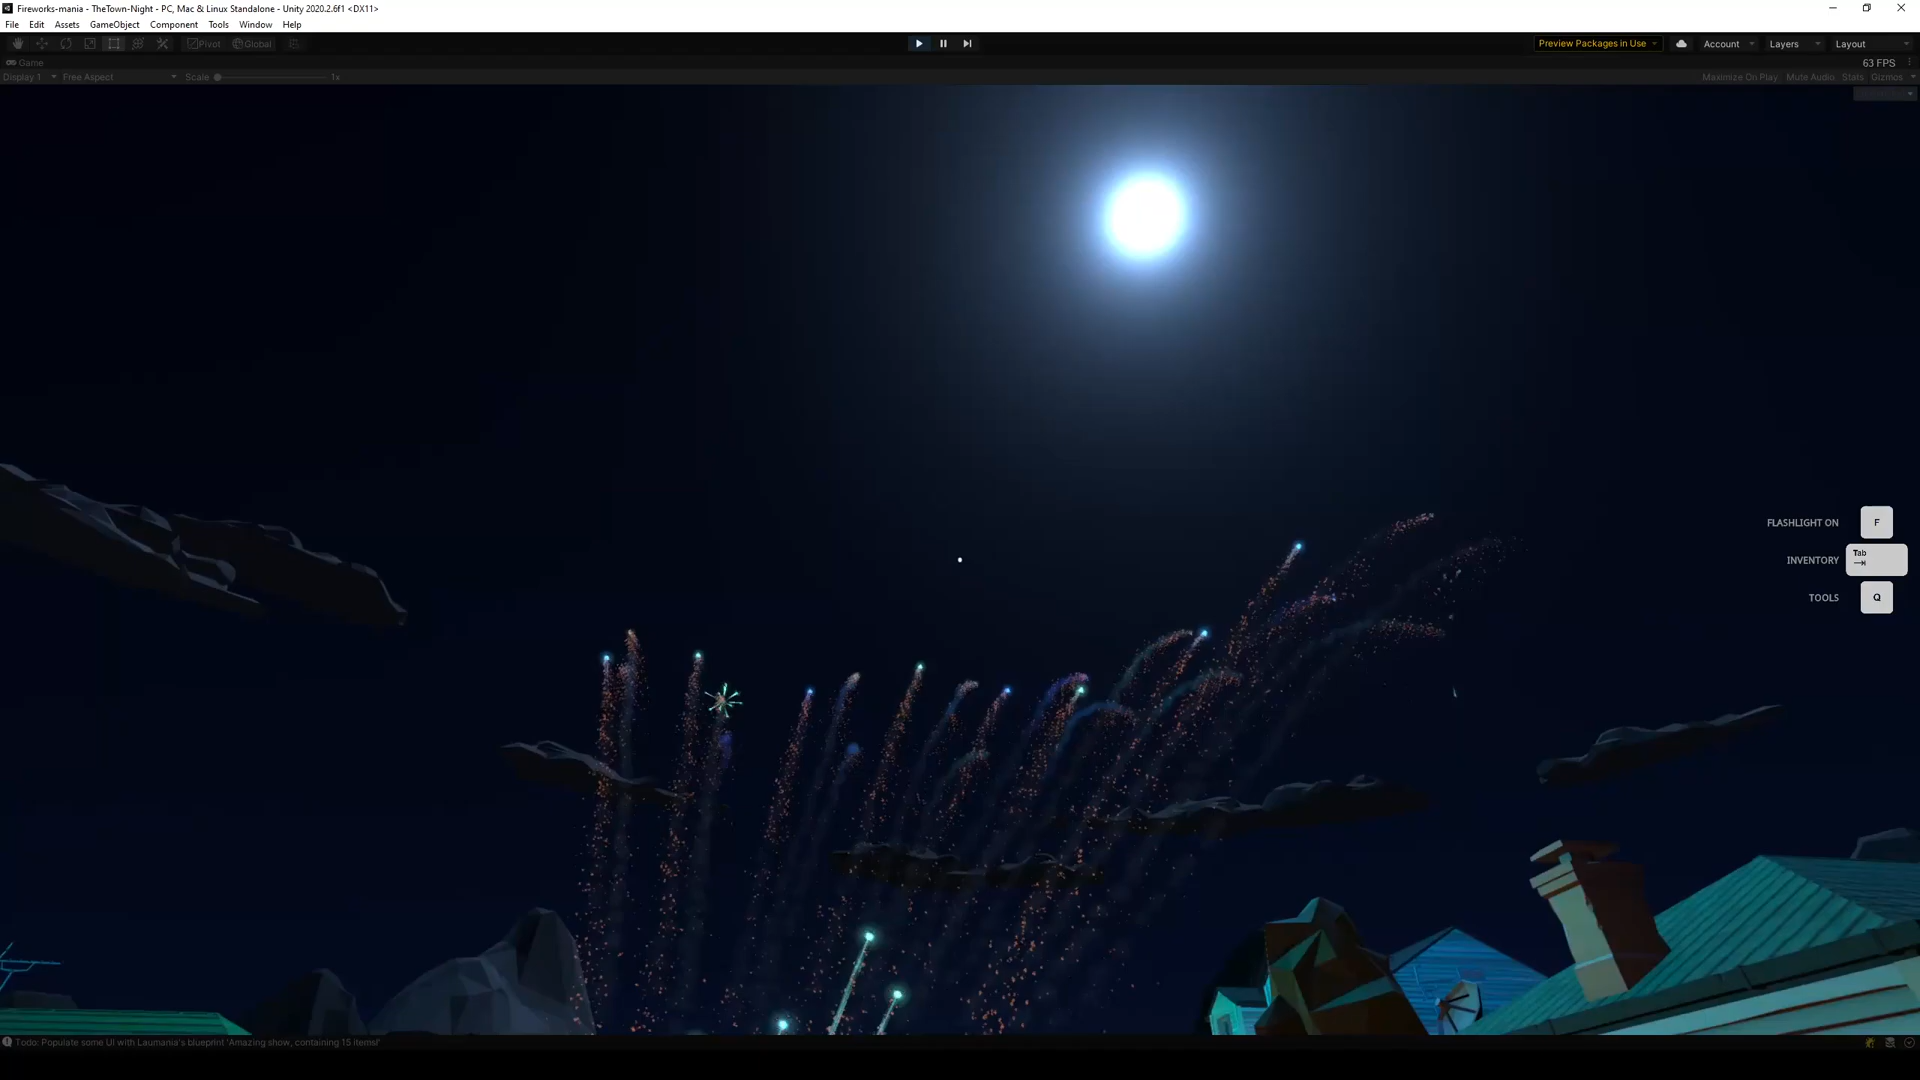 Fireworks-mania - TheTown-Night - PC, Mac & Linux Standalone - Unity 2020.2.6f1 <DX11>
File Edit Assets GameObject Component Tools Window Help
Pivot Global Preview Packages in Use Account Layers Layout
Game 63 FPS
Display 1 Free Aspect Scale 1x Maximize On Play Mute Audio Stats Gizmos
FLASHLIGHT ON F
INVENTORY Tab
TOOLS Q
Todo: Populate some UI with Laumania's blueprint 'Amazing show, containing 15 items!'